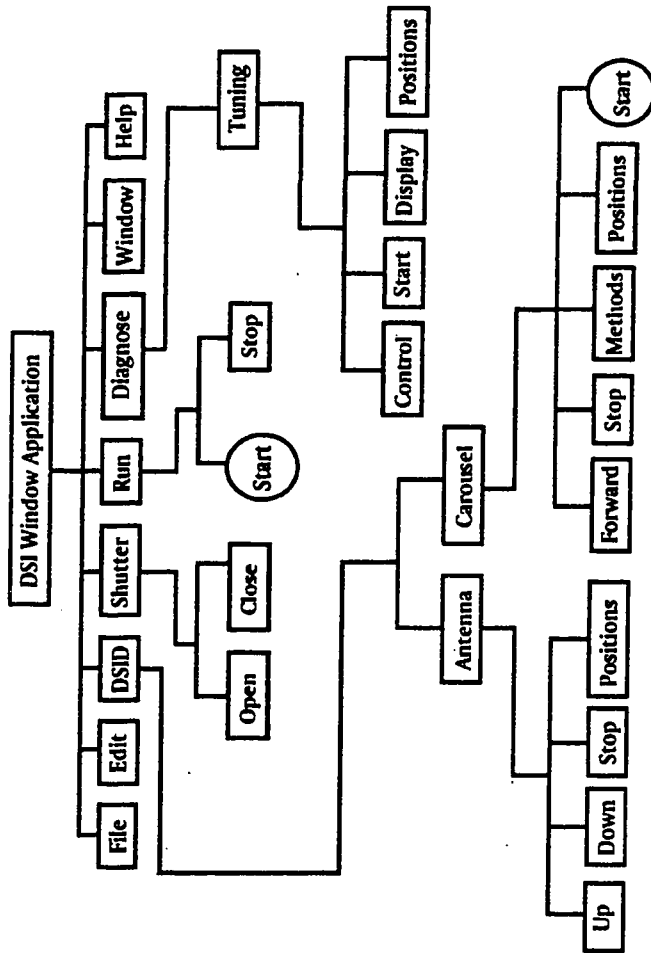 DSI Window Application
File
Edit
DSID
Shutter
Run
Diagnose
Window
Help
Open
Close
Start
Stop
Tuning
Antenna
Carousel
Control
Start
Display
Positions
Up
Down
Stop
Positions
Forward
Stop
Methods
Positions
Start